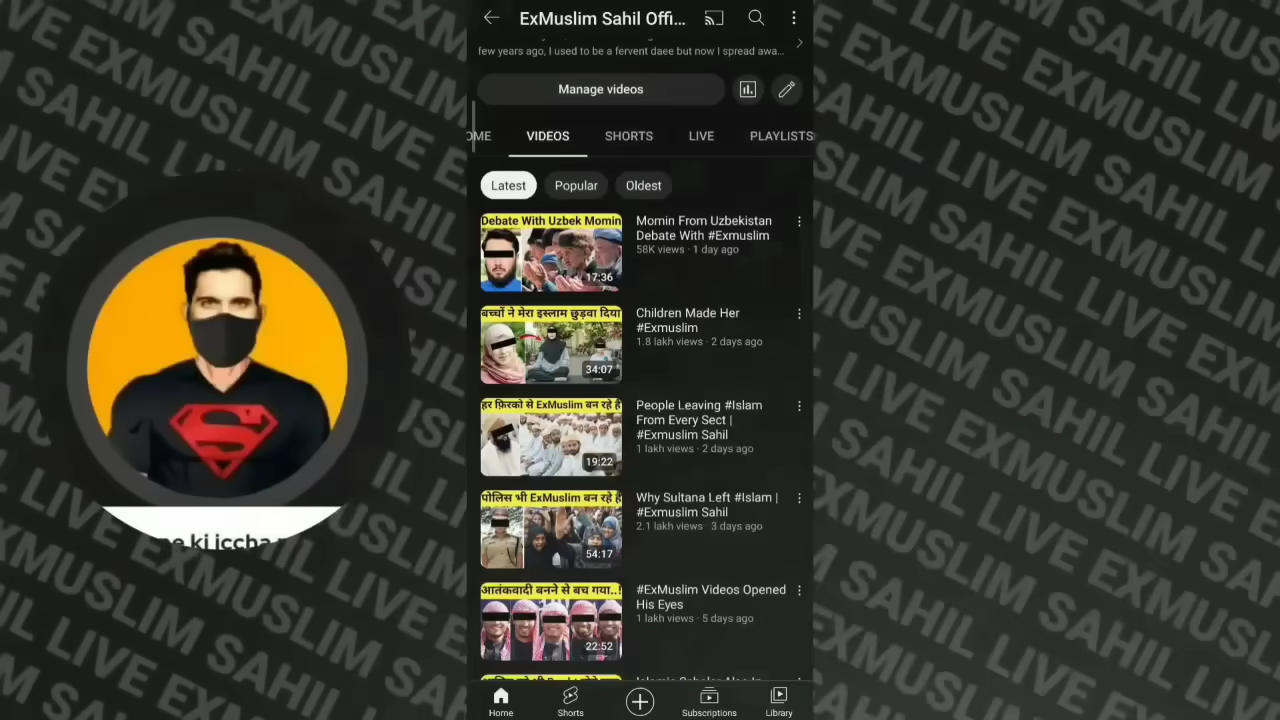 ExMuslim Sahil Offi...
few years ago, I used to be a fervent daee but now I spread awa...
Manage videos
OME
VIDEOS
SHORTS
LIVE
PLAYLISTS
Latest
Popular
Oldest
Debate With Uzbek Momin
17:36
Momin From Uzbekistan
Debate With #Exmuslim
58K views · 1 day ago
बच्चों ने मेरा इस्लाम छुड़वा दिया
34:07
Children Made Her
#Exmuslim
1.8 lakh views · 2 days ago
हर फ़िरको से ExMuslim बन रहे है
19:22
People Leaving #Islam
From Every Sect |
#Exmuslim Sahil
1 lakh views · 2 days ago
पोलिस भी ExMuslim बन रहे है
54:17
Why Sultana Left #Islam |
#Exmuslim Sahil
2.1 lakh views · 3 days ago
आतंकवादी बनने से बच गया..!
22:52
#ExMuslim Videos Opened
His Eyes
1 lakh views · 5 days ago
Home
Shorts
Subscriptions
Library
S
ki iccha
EXMUSLIM SAHIL LIVE